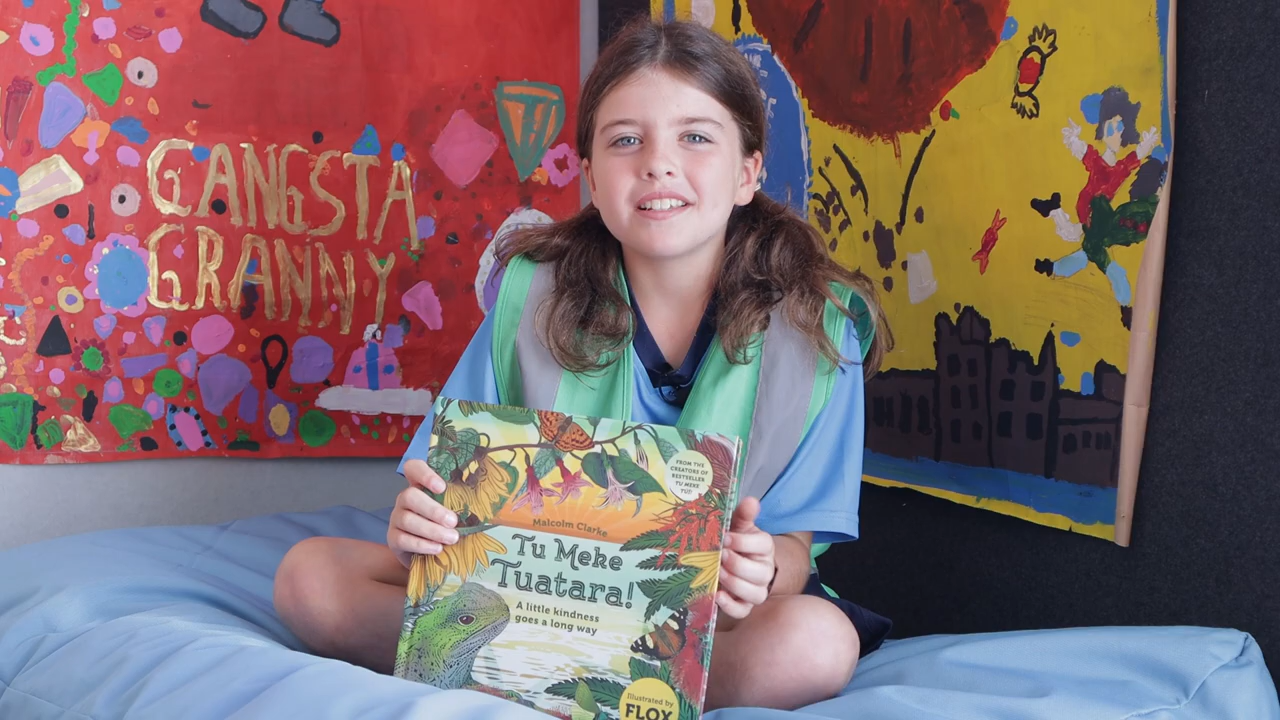 GANGSTA
GRANNY
FROM THE
CREATORS OF
BESTSELLER
TU MEKE
TŪĪ!
Malcolm Clarke
Tu Meke
Tuatara!
A little kindness
goes a long way
Illustrated by
FLOX